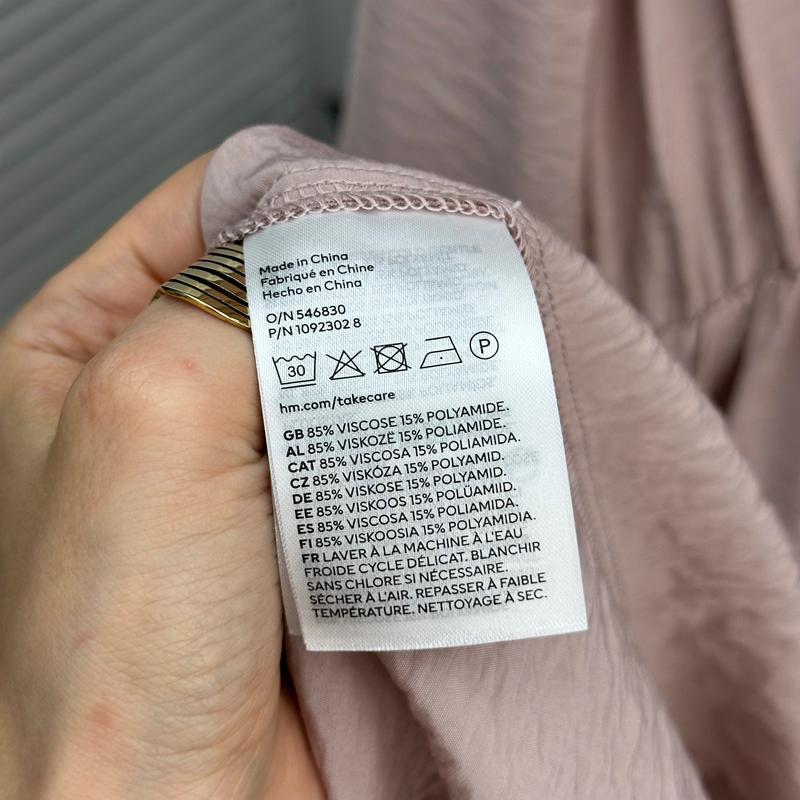 Made in China
Fabriqué en Chine
Hecho en China
O/N 546830
P/N 1092302 8
30 P
hm.com/takecare
GB 85% VISCOSE 15% POLYAMIDE.
AL 85% VISKOZË 15% POLYAMIDE.
CAT 85% VISCOSA 15% POLIAMIDA.
CZ 85% VISKÓZA 15% POLYAMID.
DE 85% VISKOSE 15% POLYAMID.
EE 85% VISKOOS 15% POLÜAMIID.
ES 85% VISCOSA 15% POLIAMIDA.
FI 85% VISKOOSIA 15% POLYAMIDIA.
FR LAVER À LA MACHINE À L'EAU
FROIDE CYCLE DÉLICAT. BLANCHIR
SANS CHLORE SI NÉCESSAIRE.
SÉCHER À L'AIR. REPASSER À FAIBLE
TEMPÉRATURE. NETTOYAGE À SEC.